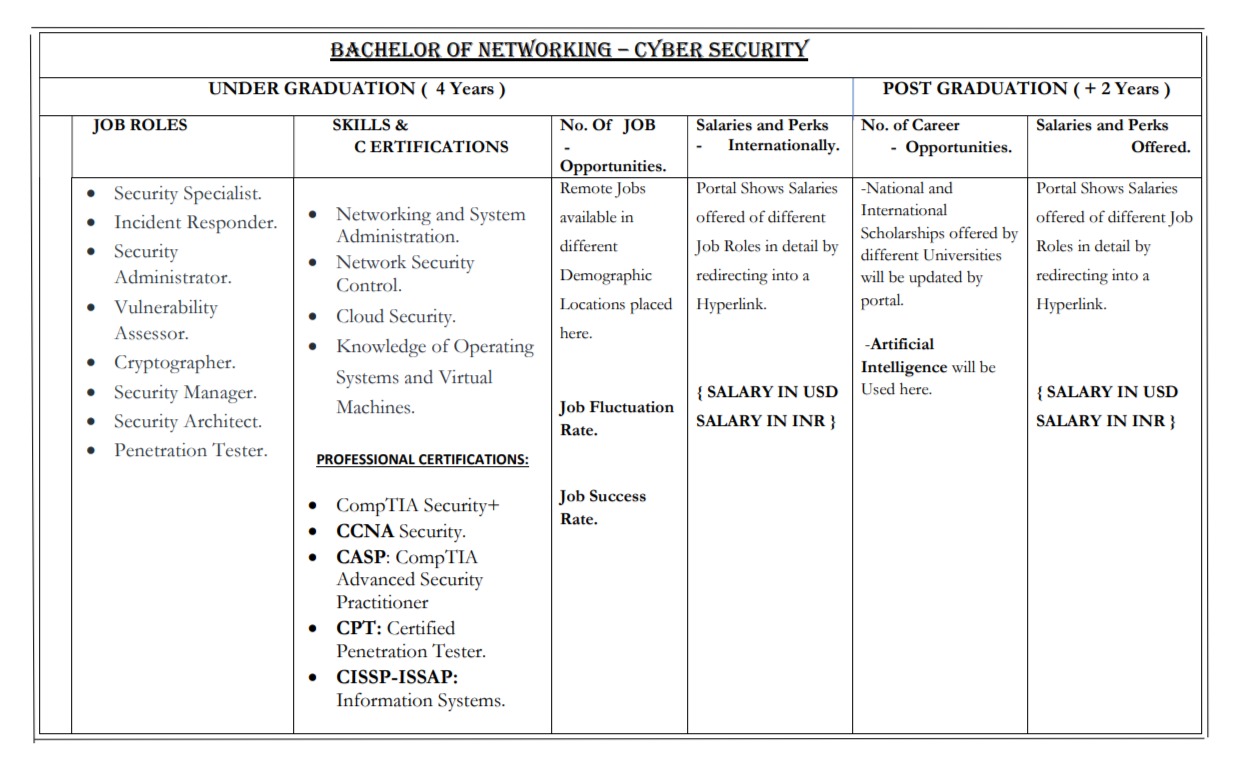 BACHELOR OF NETWORKING – CYBER SECURITY
UNDER GRADUATION ( 4 Years )
POST GRADUATION ( + 2 Years )
JOB ROLES
SKILLS &
C ERTIFICATIONS
No. Of JOB
-
Opportunities.
Salaries and Perks
- Internationally.
No. of Career
- Opportunities.
Salaries and Perks
Offered.
• Security Specialist.
• Incident Responder.
• Security
Administrator.
• Vulnerability
Assessor.
• Cryptographer.
• Security Manager.
• Security Architect.
• Penetration Tester.
• Networking and System
Administration.
• Network Security
Control.
• Cloud Security.
• Knowledge of Operating
Systems and Virtual
Machines.
PROFESSIONAL CERTIFICATIONS:
• CompTIA Security+
• CCNA Security.
• CASP: CompTIA
Advanced Security
Practitioner
• CPT: Certified
Penetration Tester.
• CISSP-ISSAP:
Information Systems.
Remote Jobs
available in
different
Demographic
Locations placed
here.
Job Fluctuation
Rate.
Job Success
Rate.
Portal Shows Salaries
offered of different
Job Roles in detail by
redirecting into a
Hyperlink.
{ SALARY IN USD
SALARY IN INR }
-National and
International
Scholarships offered by
different Universities
will be updated by
portal.
-Artificial
Intelligence will be
Used here.
Portal Shows Salaries
offered of different Job
Roles in detail by
redirecting into a
Hyperlink.
{ SALARY IN USD
SALARY IN INR }